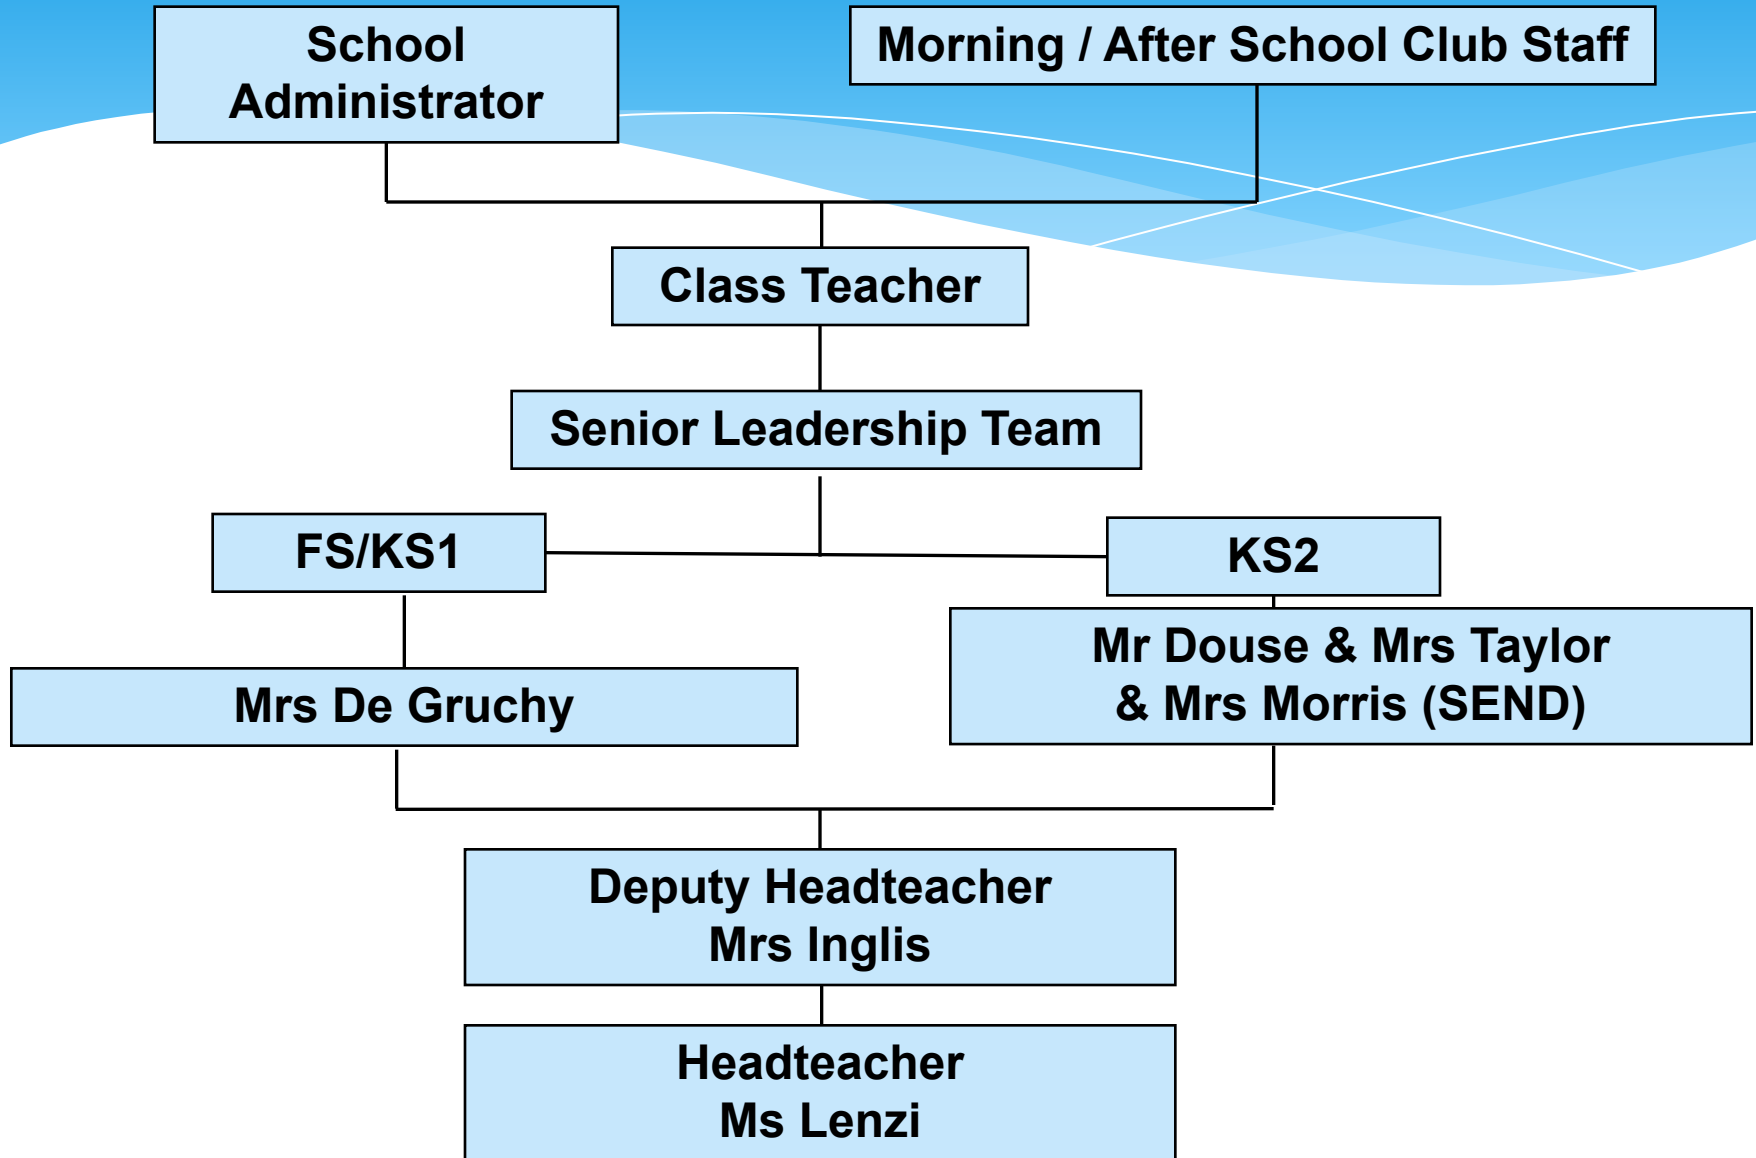 School
Administrator
Morning / After School Club Staff
Class Teacher
Senior Leadership Team
FS/KS1
KS2
Mrs De Gruchy
Mr Douse & Mrs Taylor
& Mrs Morris (SEND)
Deputy Headteacher
Mrs Inglis
Headteacher
Ms Lenzi